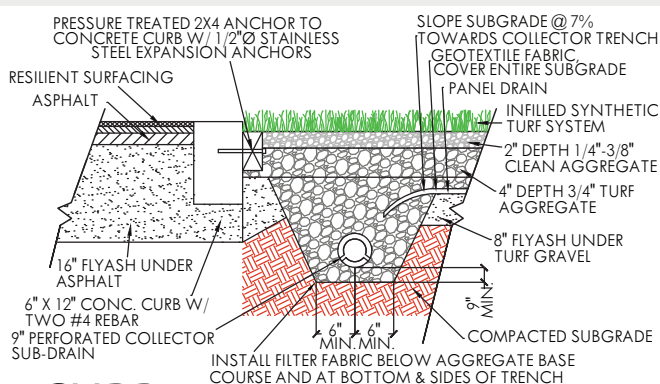 PRESSURE TREATED 2X4 ANCHOR TO
CONCRETE CURB W/ 1/2"Ø STAINLESS
STEEL EXPANSION ANCHORS
RESILIENT SURFACING
ASPHALT
SLOPE SUBGRADE @ 7%
TOWARDS COLLECTOR TRENCH
GEOTEXTILE FABRIC,
COVER ENTIRE SUBGRADE
PANEL DRAIN
INFILLED SYNTHETIC
TURF SYSTEM
2" DEPTH 1/4"-3/8"
CLEAN AGGREGATE
4" DEPTH 3/4" TURF
AGGREGATE
8" FLYASH UNDER
TURF GRAVEL
16" FLYASH UNDER
ASPHALT
6" X 12" CONC. CURB W/
TWO #4 REBAR
9" PERFORATED COLLECTOR
SUB-DRAIN
6" 6"
MIN. MIN.
9"
MIN.
COMPACTED SUBGRADE
INSTALL FILTER FABRIC BELOW AGGREGATE BASE
COURSE AND AT BOTTOM & SIDES OF TRENCH